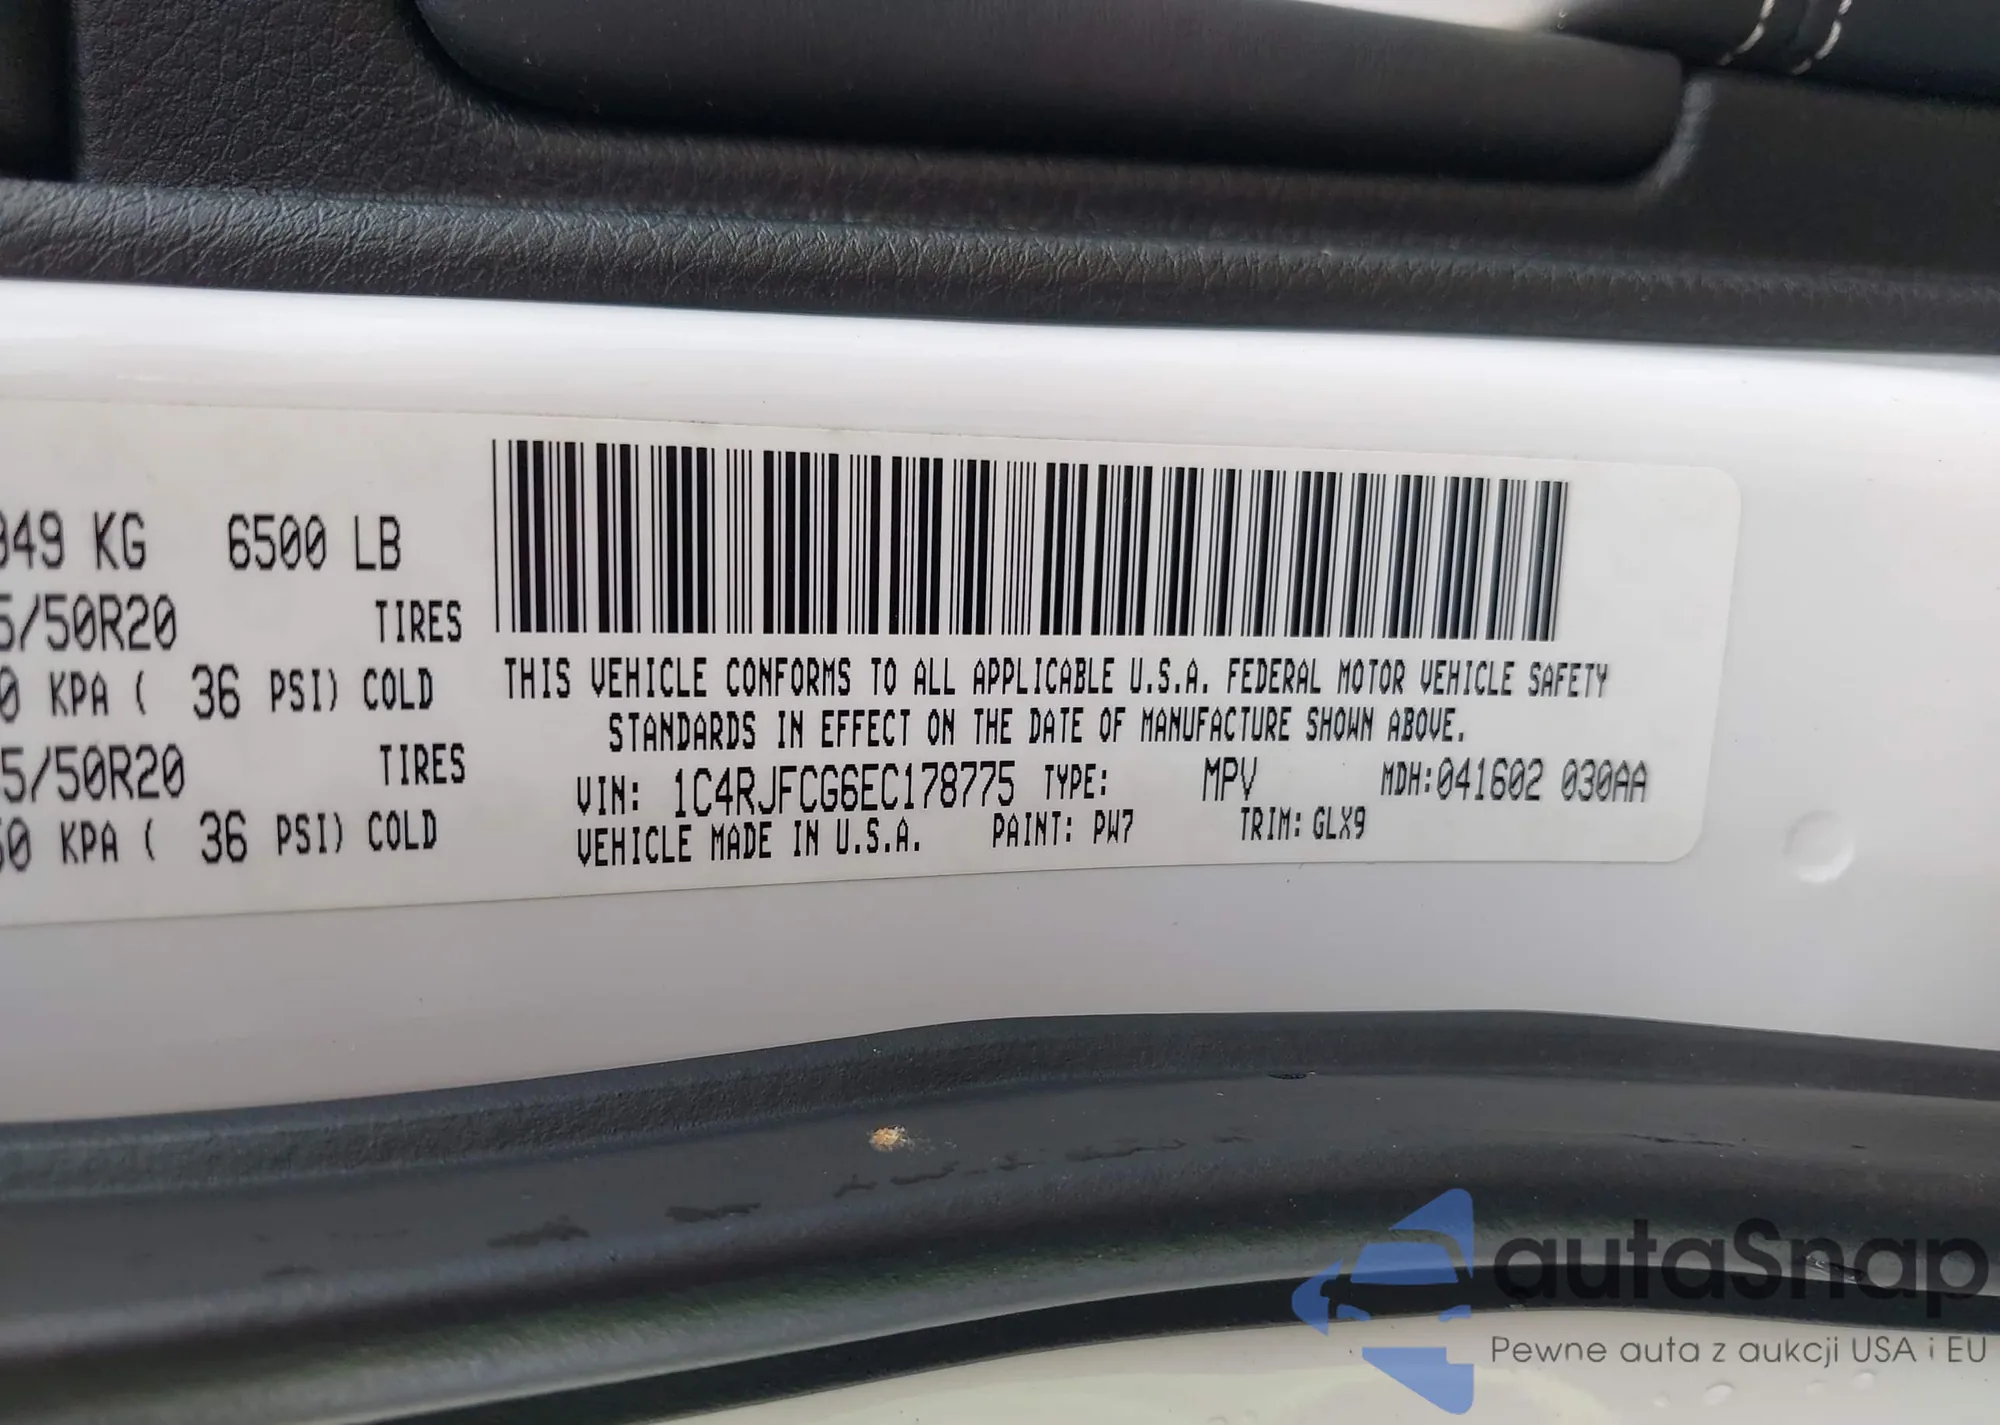 949 KG 6500 LB
5/50R20 TIRES
0 KPA ( 36 PSI) COLD
5/50R20 TIRES
50 KPA ( 36 PSI) COLD
THIS VEHICLE CONFORMS TO ALL APPLICABLE U.S.A. FEDERAL MOTOR VEHICLE SAFETY
STANDARDS IN EFFECT ON THE DATE OF MANUFACTURE SHOWN ABOVE.
VIN: 1C4RJFCG6EC178775 TYPE: MPV MDH:041602 030AA
VEHICLE MADE IN U.S.A. PAINT: PW7 TRIM: GLX9
autaSnap
Pewne auta z aukcji USA i EU